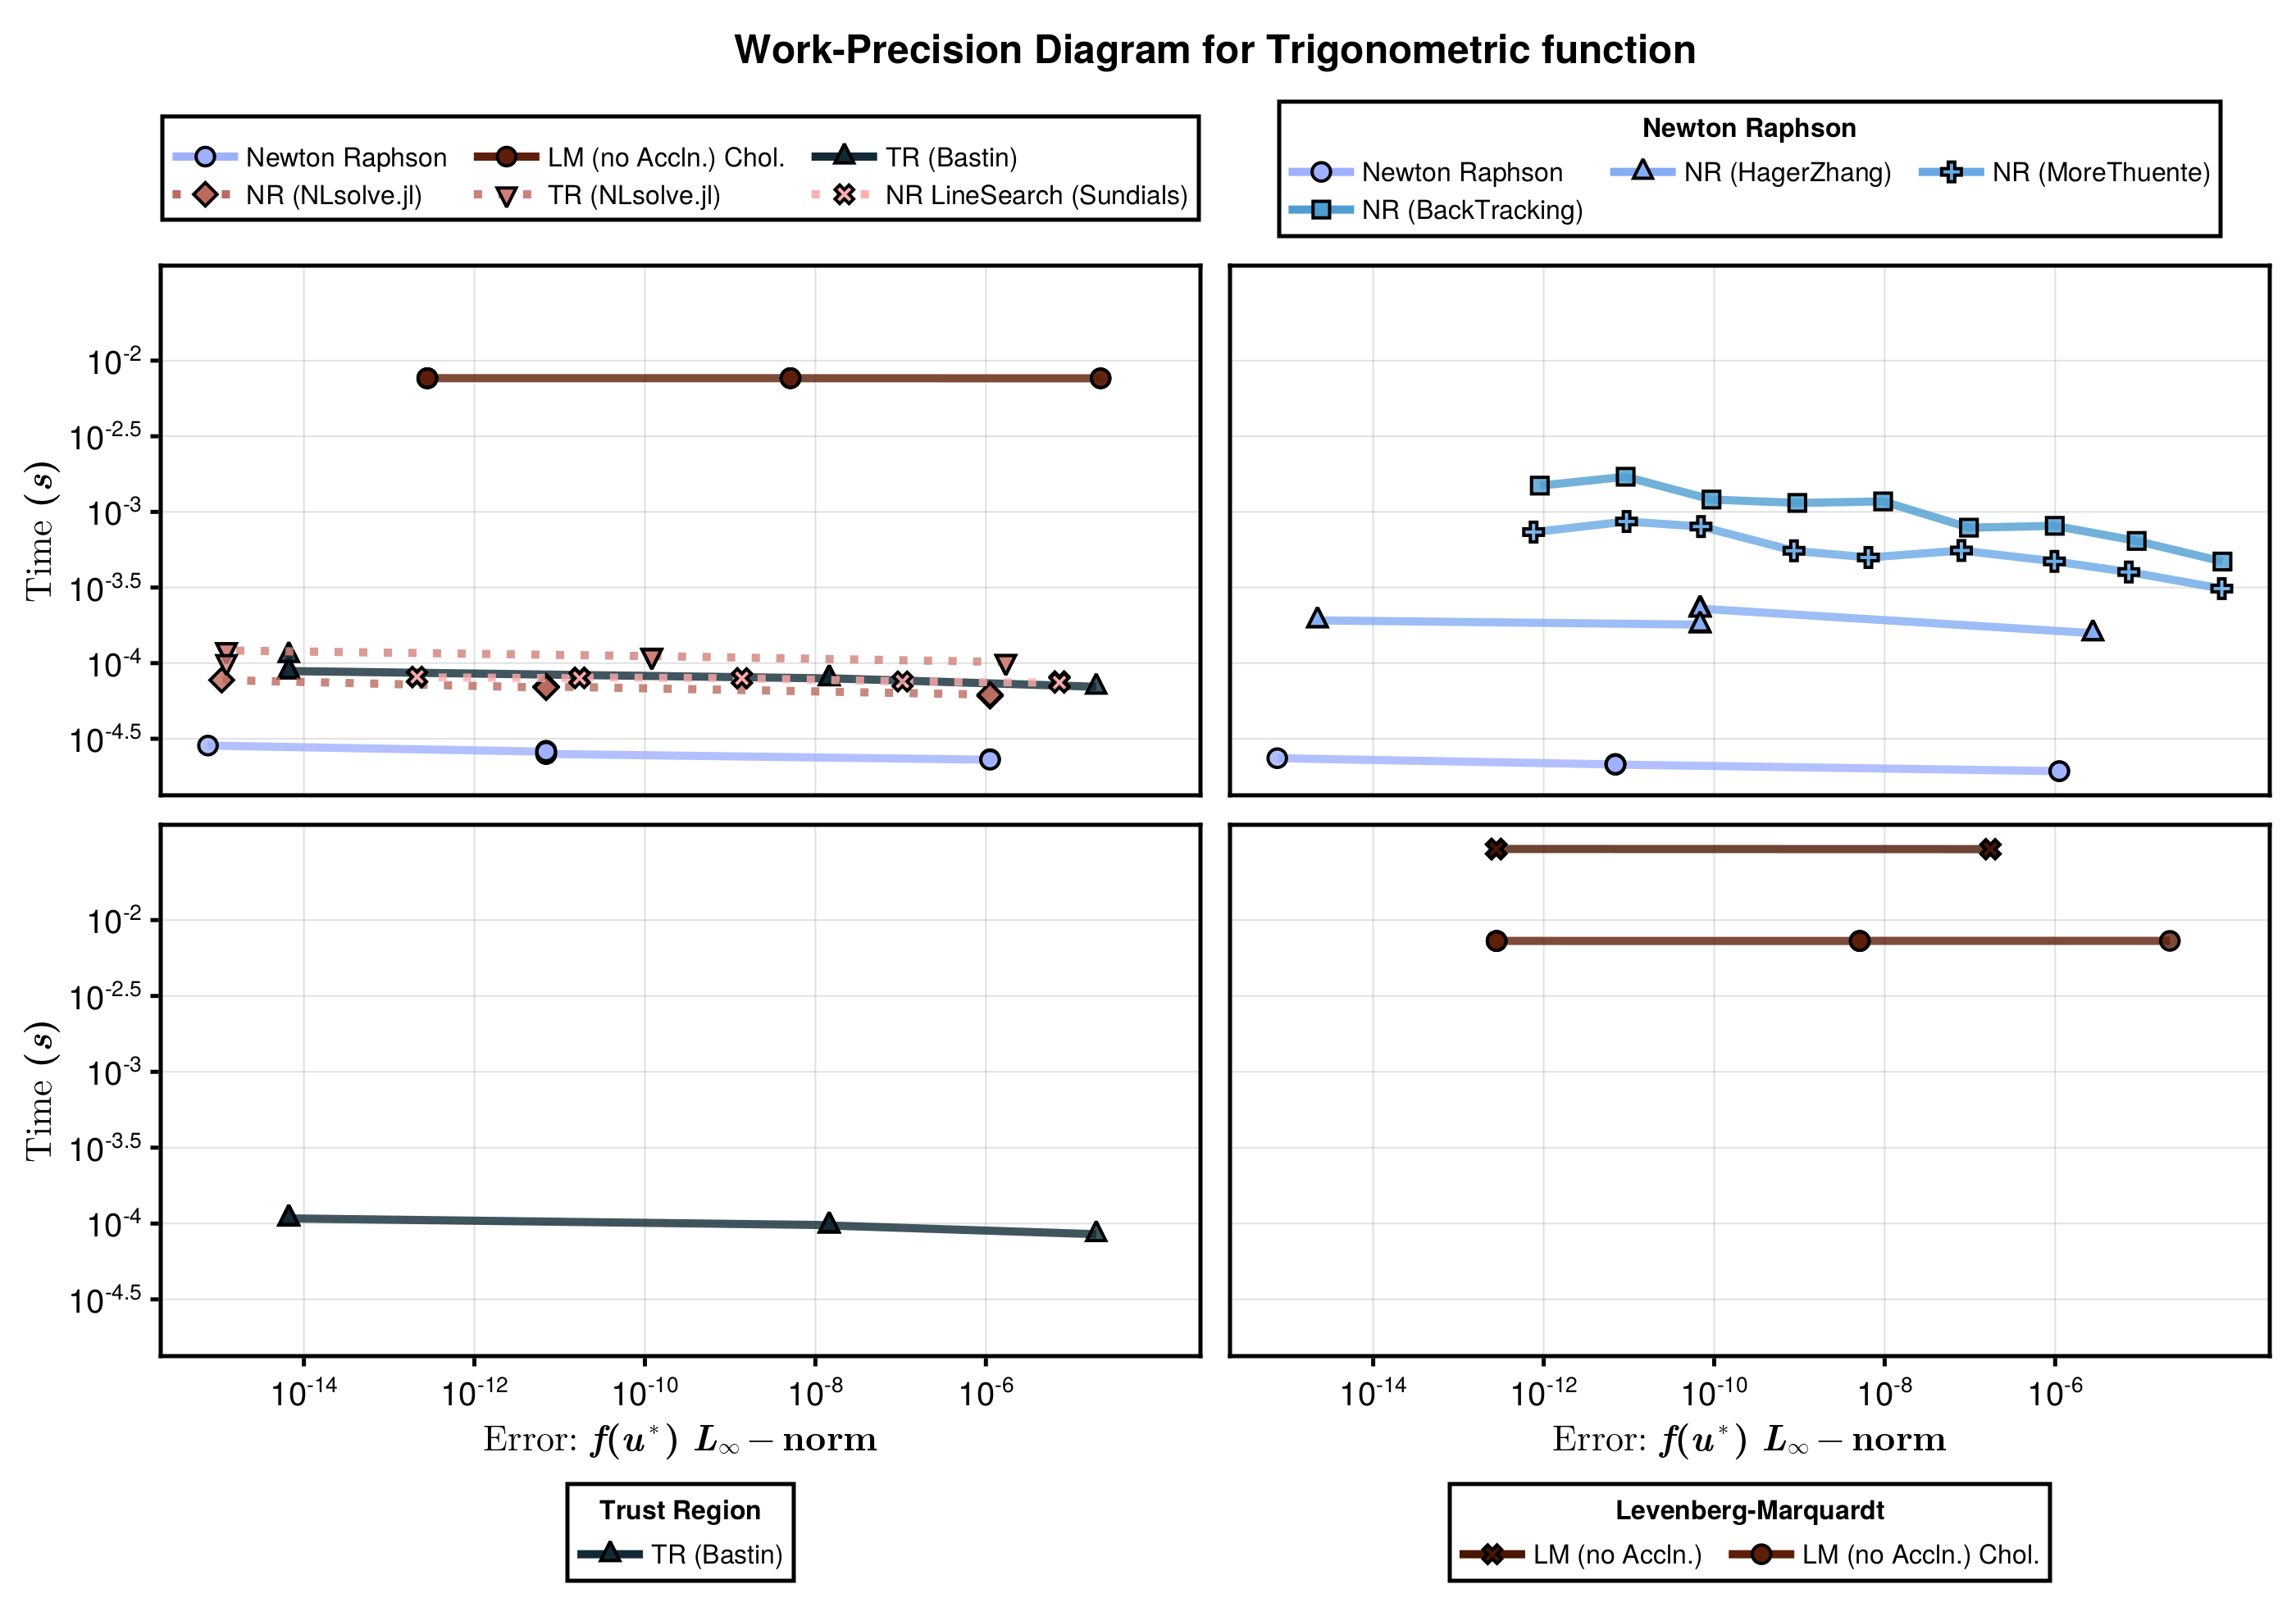 Work-Precision Diagram for Trigonometric function
Newton Raphson LM (no Accln.) Chol. TR (Bastin)
NR (NLsolve.jl) TR (NLsolve.jl) NR LineSearch (Sundials)
Newton Raphson
Newton Raphson NR (HagerZhang) NR (MoreThuente)
NR (BackTracking)
Time (s)
10^-2
10^-2.5
10^-3
10^-3.5
10^-4
10^-4.5
Time (s)
10^-2
10^-2.5
10^-3
10^-3.5
10^-4
10^-4.5
10^-14 10^-12 10^-10 10^-8 10^-6
10^-14 10^-12 10^-10 10^-8 10^-6
Error: f(u*) L∞ − norm
Error: f(u*) L∞ − norm
Trust Region
TR (Bastin)
Levenberg-Marquardt
LM (no Accln.) LM (no Accln.) Chol.